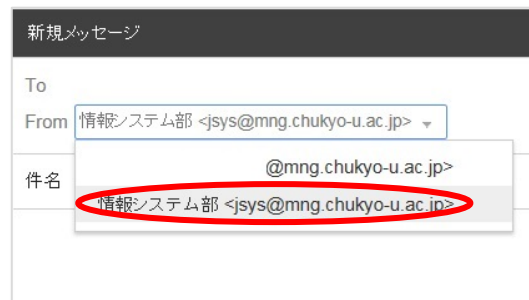 新規メッセージ
To
From 情報システム部 <jsys@mng.chukyo-u.ac.jp>
@mng.chukyo-u.ac.jp>
件名
情報システム部 <jsys@mng.chukyo-u.ac.jp>